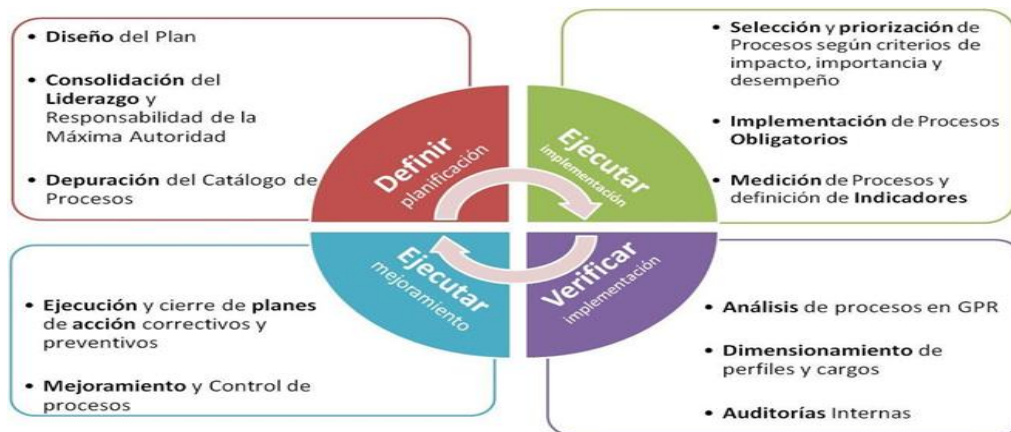 • Diseño del Plan
• Consolidación del
Liderazgo y
Responsabilidad de la
Máxima Autoridad
• Depuración del Catálogo de
Procesos
• Selección y priorización de
Procesos según criterios de
impacto, importancia y
desempeño
• Implementación de Procesos
Obligatorios
• Medición de Procesos y
definición de Indicadores
Definir
planificación
Ejecutar
implementación
Ejecutar
mejoramiento
Verificar
implementación
• Ejecución y cierre de planes
de acción correctivos y
preventivos
• Mejoramiento y Control de
procesos
• Análisis de procesos en GPR
• Dimensionamiento de
perfiles y cargos
• Auditorías Internas